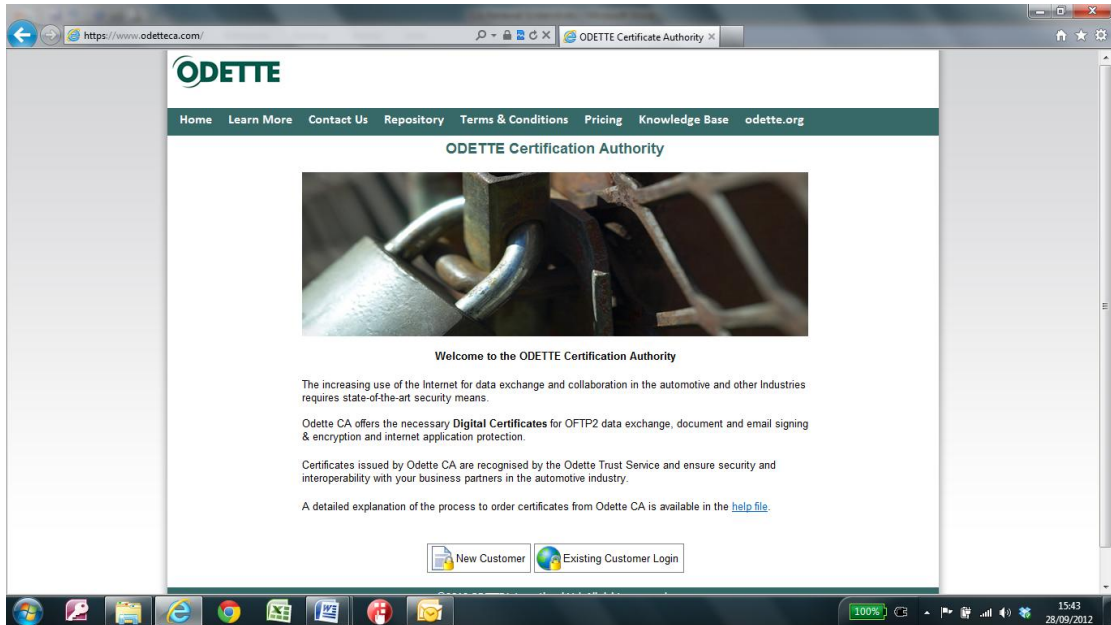 https://www.odetteca.com/
ODETTE Certificate Authority
ODETTE
Home Learn More Contact Us Repository Terms & Conditions Pricing Knowledge Base odette.org
ODETTE Certification Authority
Welcome to the ODETTE Certification Authority
The increasing use of the Internet for data exchange and collaboration in the automotive and other Industries
requires state-of-the-art security means.
Odette CA offers the necessary Digital Certificates for OFTP2 data exchange, document and email signing
& encryption and internet application protection.
Certificates issued by Odette CA are recognised by the Odette Trust Service and ensure security and
interoperability with your business partners in the automotive industry.
A detailed explanation of the process to order certificates from Odette CA is available in the help file.
New Customer Existing Customer Login
100%
15:43
28/09/2012